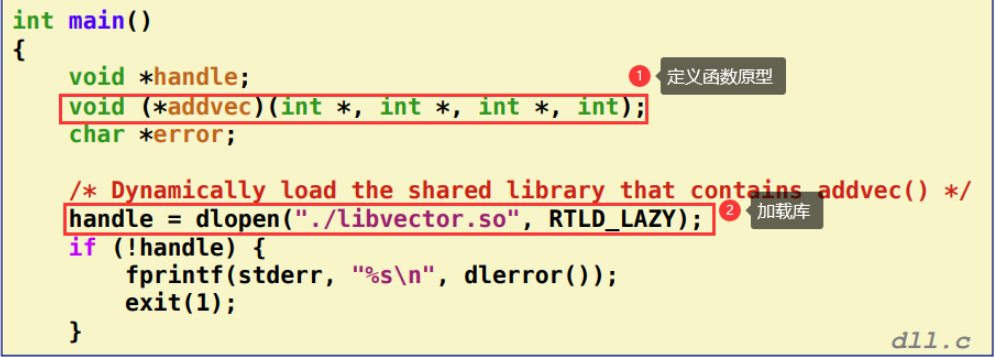 int main()
{
    void *handle;
1 定义函数原型
    void (*addvec)(int *, int *, int *, int);
    char *error;

    /* Dynamically load the shared library that contains addvec() */
    handle = dlopen("./libvector.so", RTLD_LAZY);
2 加载库
    if (!handle) {
        fprintf(stderr, "%s\n", dlerror());
        exit(1);
    }
dll.c